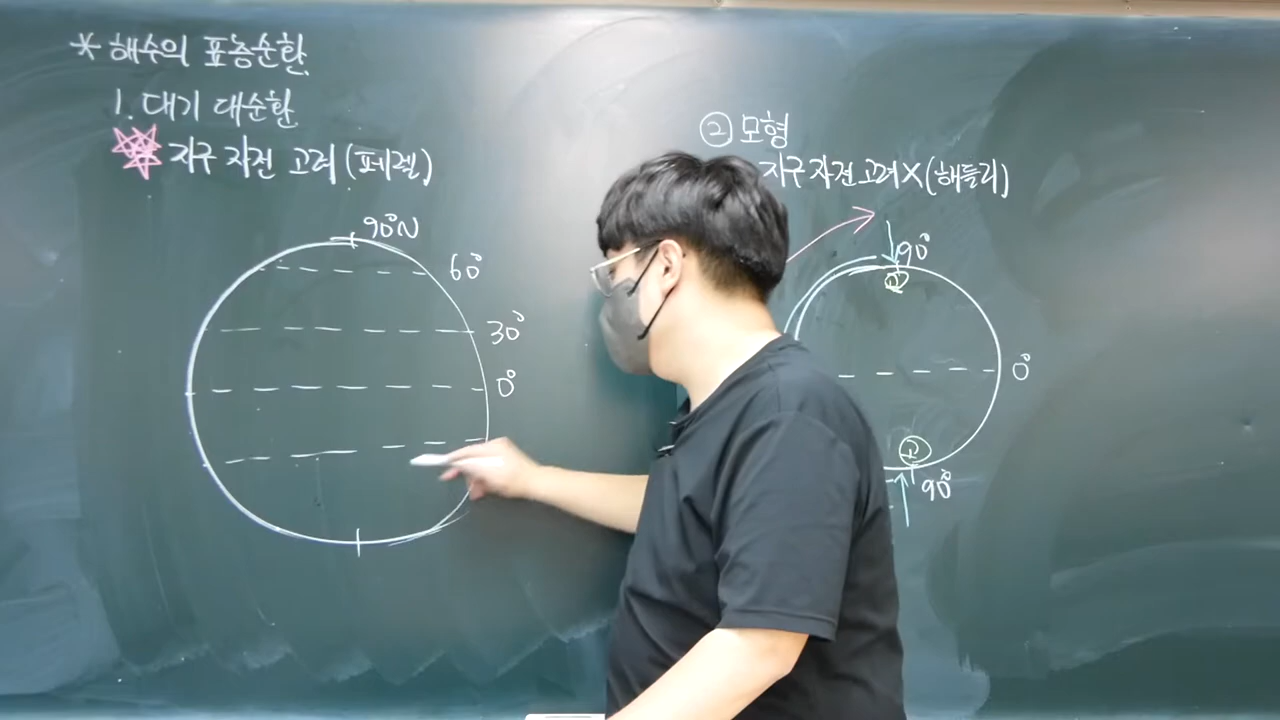 * 해수의 표층순환.
1. 대기 대순환
지구 자전 고려 (페렐)
90°N
60°
30°
0°
② 모형
지구 자전 고려 X (해들리)
90°
고
0°
고
90°